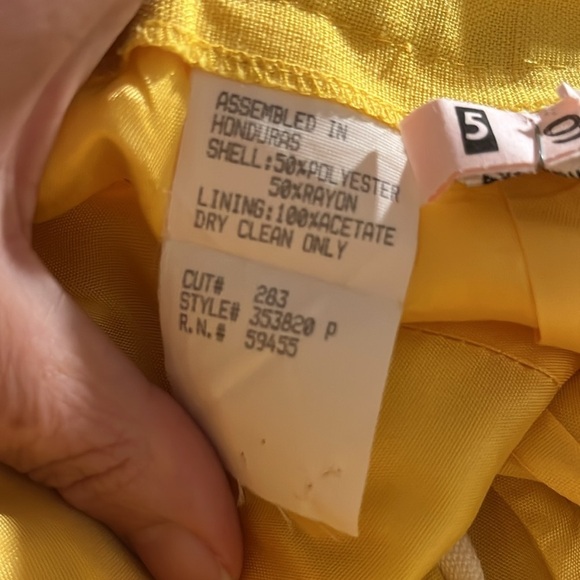 ASSEMBLED IN
HONDURAS
SHELL:50%POLYESTER
50%RAYON
LINING:100%ACETATE
DRY CLEAN ONLY
CUT# 283
STYLE# 353820 P
R.N.# 59455
5